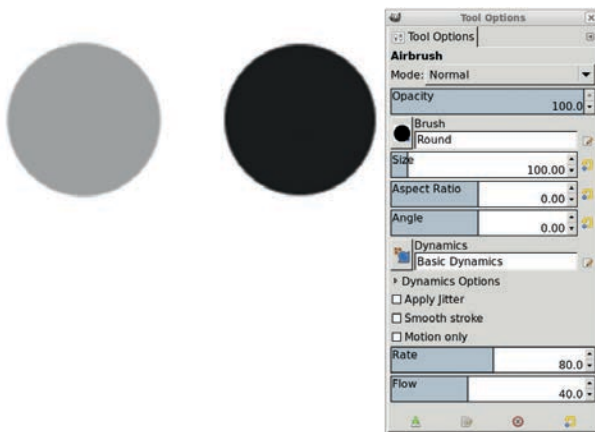 Tool Options
Tool Options
Airbrush
Mode: Normal
Opacity
100.0
Brush
Round
Size
100.00
Aspect Ratio
0.00
Angle
0.00
Dynamics
Basic Dynamics
Dynamics Options
Apply Jitter
Smooth stroke
Motion only
Rate
80.0
Flow
40.0